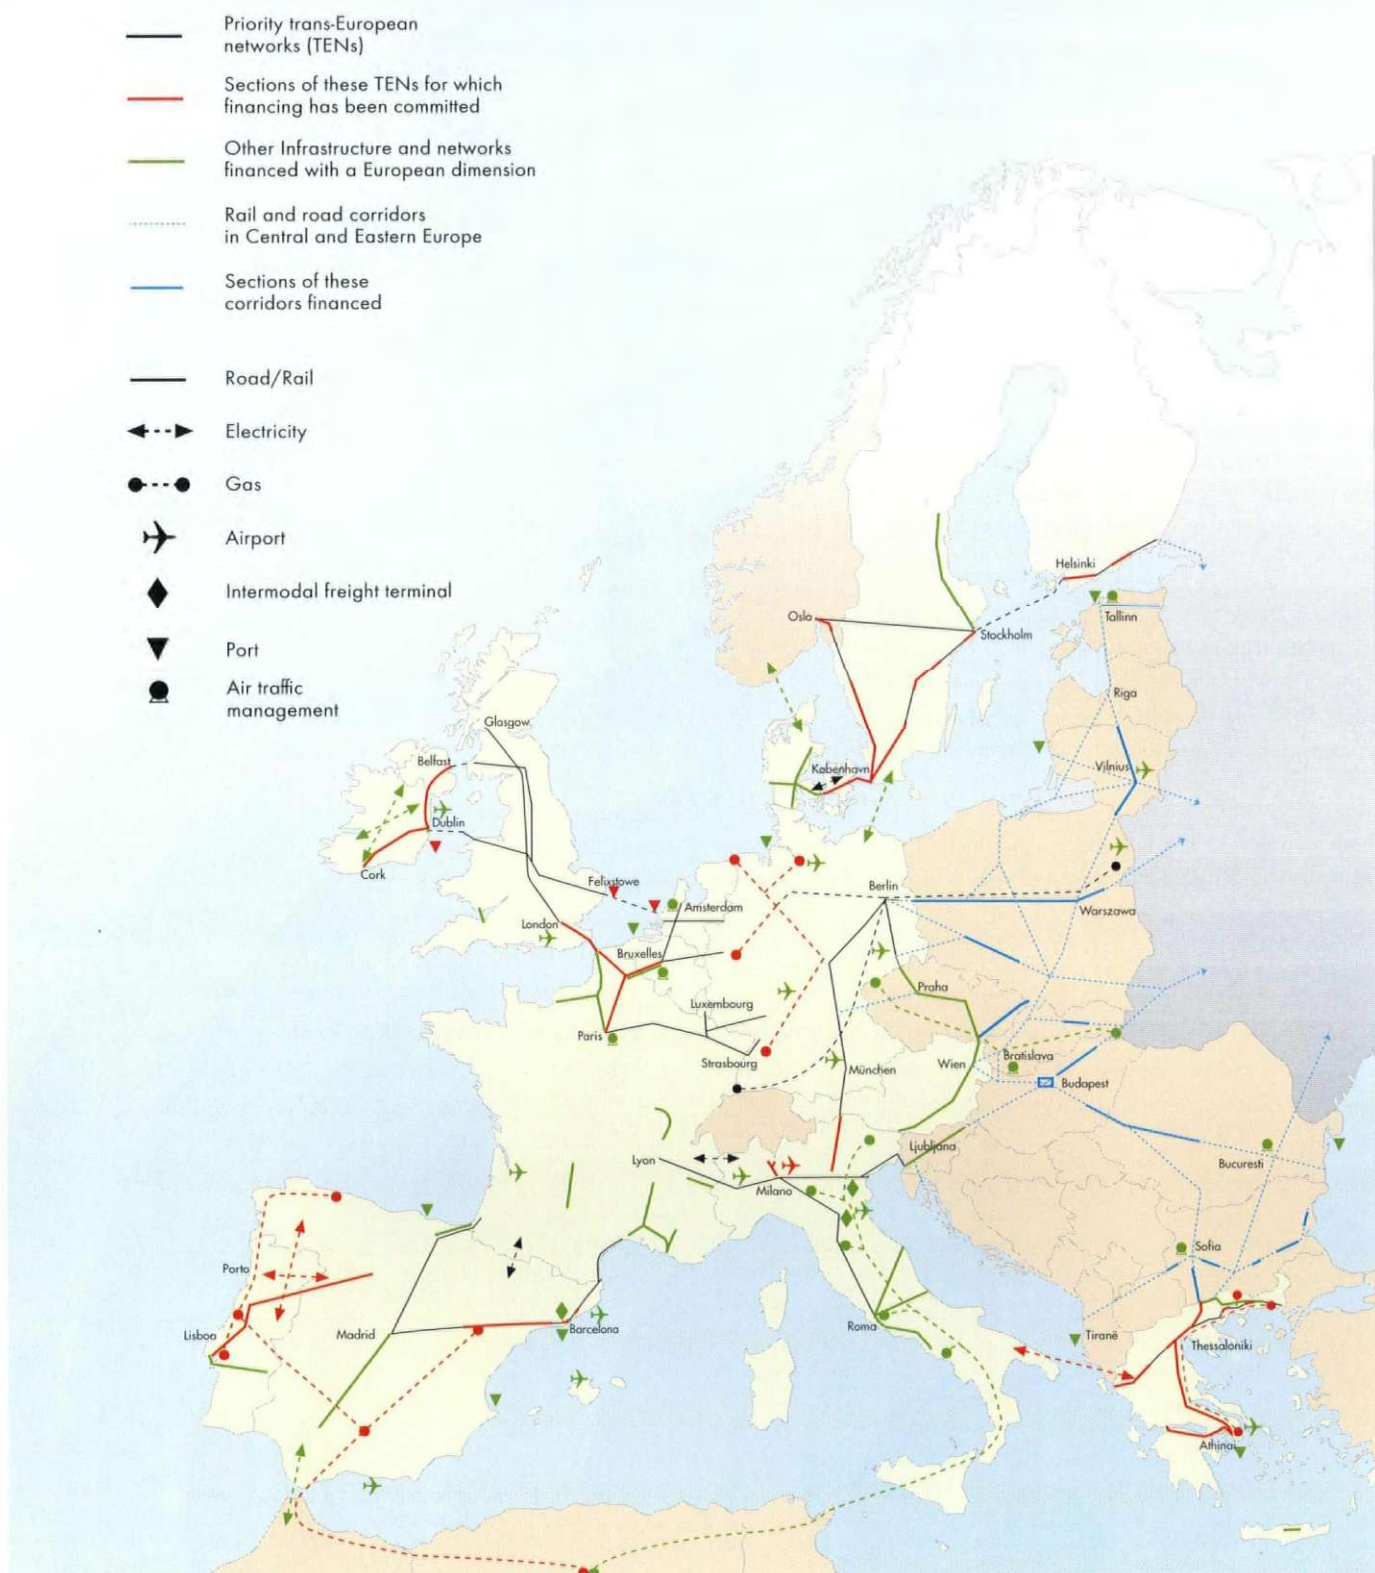 Priority trans-European
networks (TENs)
Sections of these TENs for which
financing has been committed
Other Infrastructure and networks
financed with a European dimension
Rail and road corridors
in Central and Eastern Europe
Sections of these
corridors financed
Road/Rail
Electricity
Gas
Airport
Intermodal freight terminal
Port
Air traffic
management
Helsinki
Oslo
Tallinn
Stockholm
Riga
Glasgow
Belfast
København
Vilnius
Dublin
Cork
Felixstowe
Berlin
Amsterdam
Warszawa
London
Bruxelles
Praha
Luxembourg
Paris
Strasbourg
Bratislava
Wien
München
Budapest
Ljubljana
Lyon
Bucuresti
Milano
Sofia
Porto
Roma
Barcelona
Lisboa
Madrid
Tiranë
Thessaloniki
Athinai